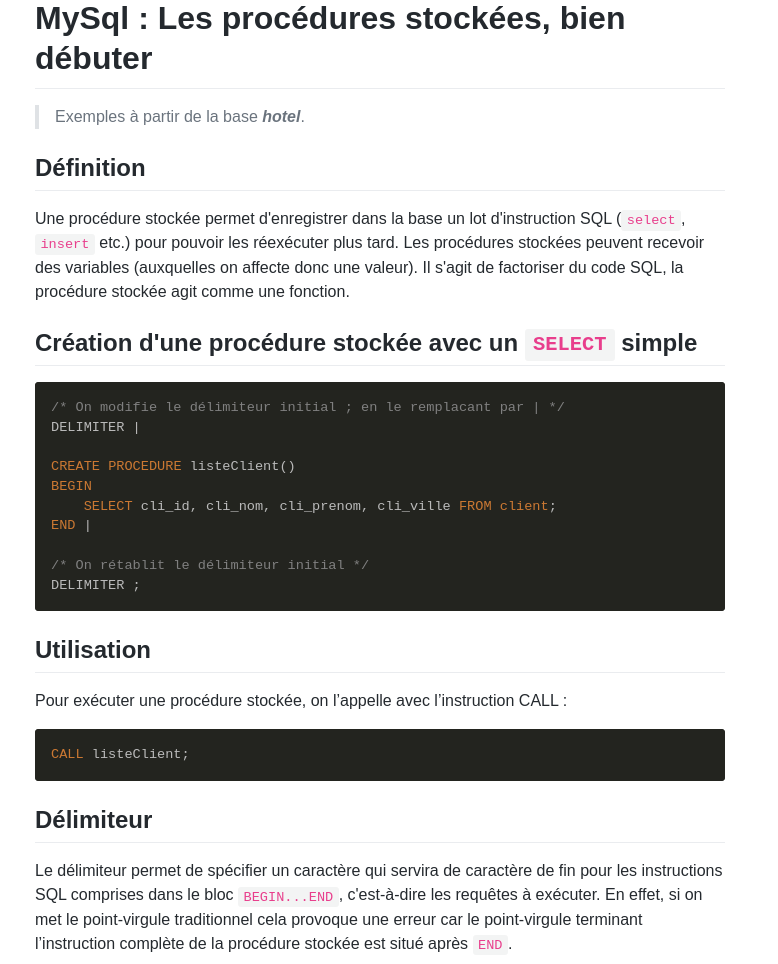 MySql : Les procédures stockées, bien
débuter
Exemples à partir de la base hotel.
Définition
Une procédure stockée permet d'enregistrer dans la base un lot d'instruction SQL ( select ,
insert etc.) pour pouvoir les réexécuter plus tard. Les procédures stockées peuvent recevoir
des variables (auxquelles on affecte donc une valeur). Il s'agit de factoriser du code SQL, la
procédure stockée agit comme une fonction.
Création d'une procédure stockée avec un SELECT simple
/* On modifie le délimiteur initial ; en le remplacant par | */
DELIMITER |
CREATE PROCEDURE listeClient()
BEGIN
    SELECT cli_id, cli_nom, cli_prenom, cli_ville FROM client;
END |
/* On rétablit le délimiteur initial */
DELIMITER ;
Utilisation
Pour exécuter une procédure stockée, on l’appelle avec l’instruction CALL :
CALL listeClient;
Délimiteur
Le délimiteur permet de spécifier un caractère qui servira de caractère de fin pour les instructions
SQL comprises dans le bloc BEGIN...END , c'est-à-dire les requêtes à exécuter. En effet, si on
met le point-virgule traditionnel cela provoque une erreur car le point-virgule terminant
l’instruction complète de la procédure stockée est situé après END .